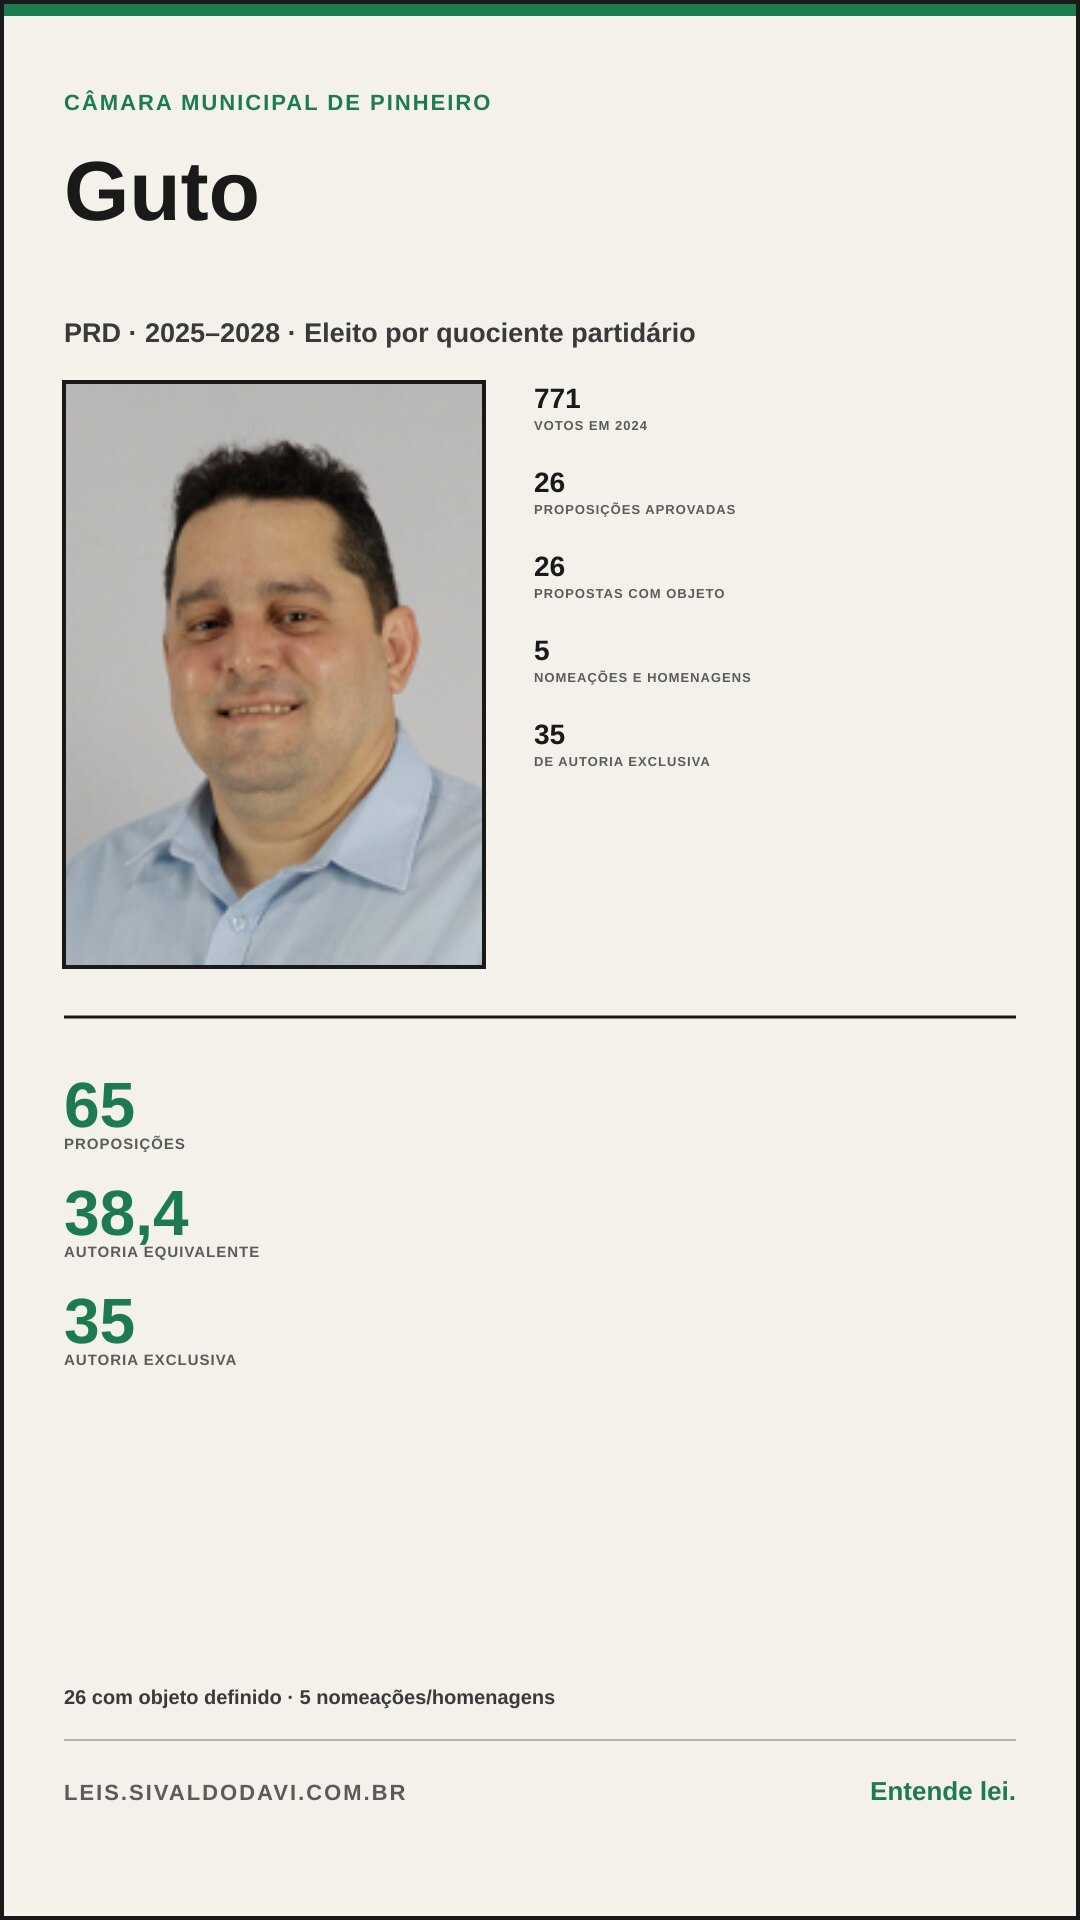 CÂMARA MUNICIPAL DE PINHEIRO
Guto
PRD · 2025–2028 · Eleito por quociente partidário
771
VOTOS EM 2024
26
PROPOSIÇÕES APROVADAS
26
PROPOSTAS COM OBJETO
5
NOMEAÇÕES E HOMENAGENS
35
DE AUTORIA EXCLUSIVA
65
PROPOSIÇÕES
38,4
AUTORIA EQUIVALENTE
35
AUTORIA EXCLUSIVA
26 com objeto definido · 5 nomeações/homenagens
LEIS.SIVALDODAVI.COM.BR
Entende lei.